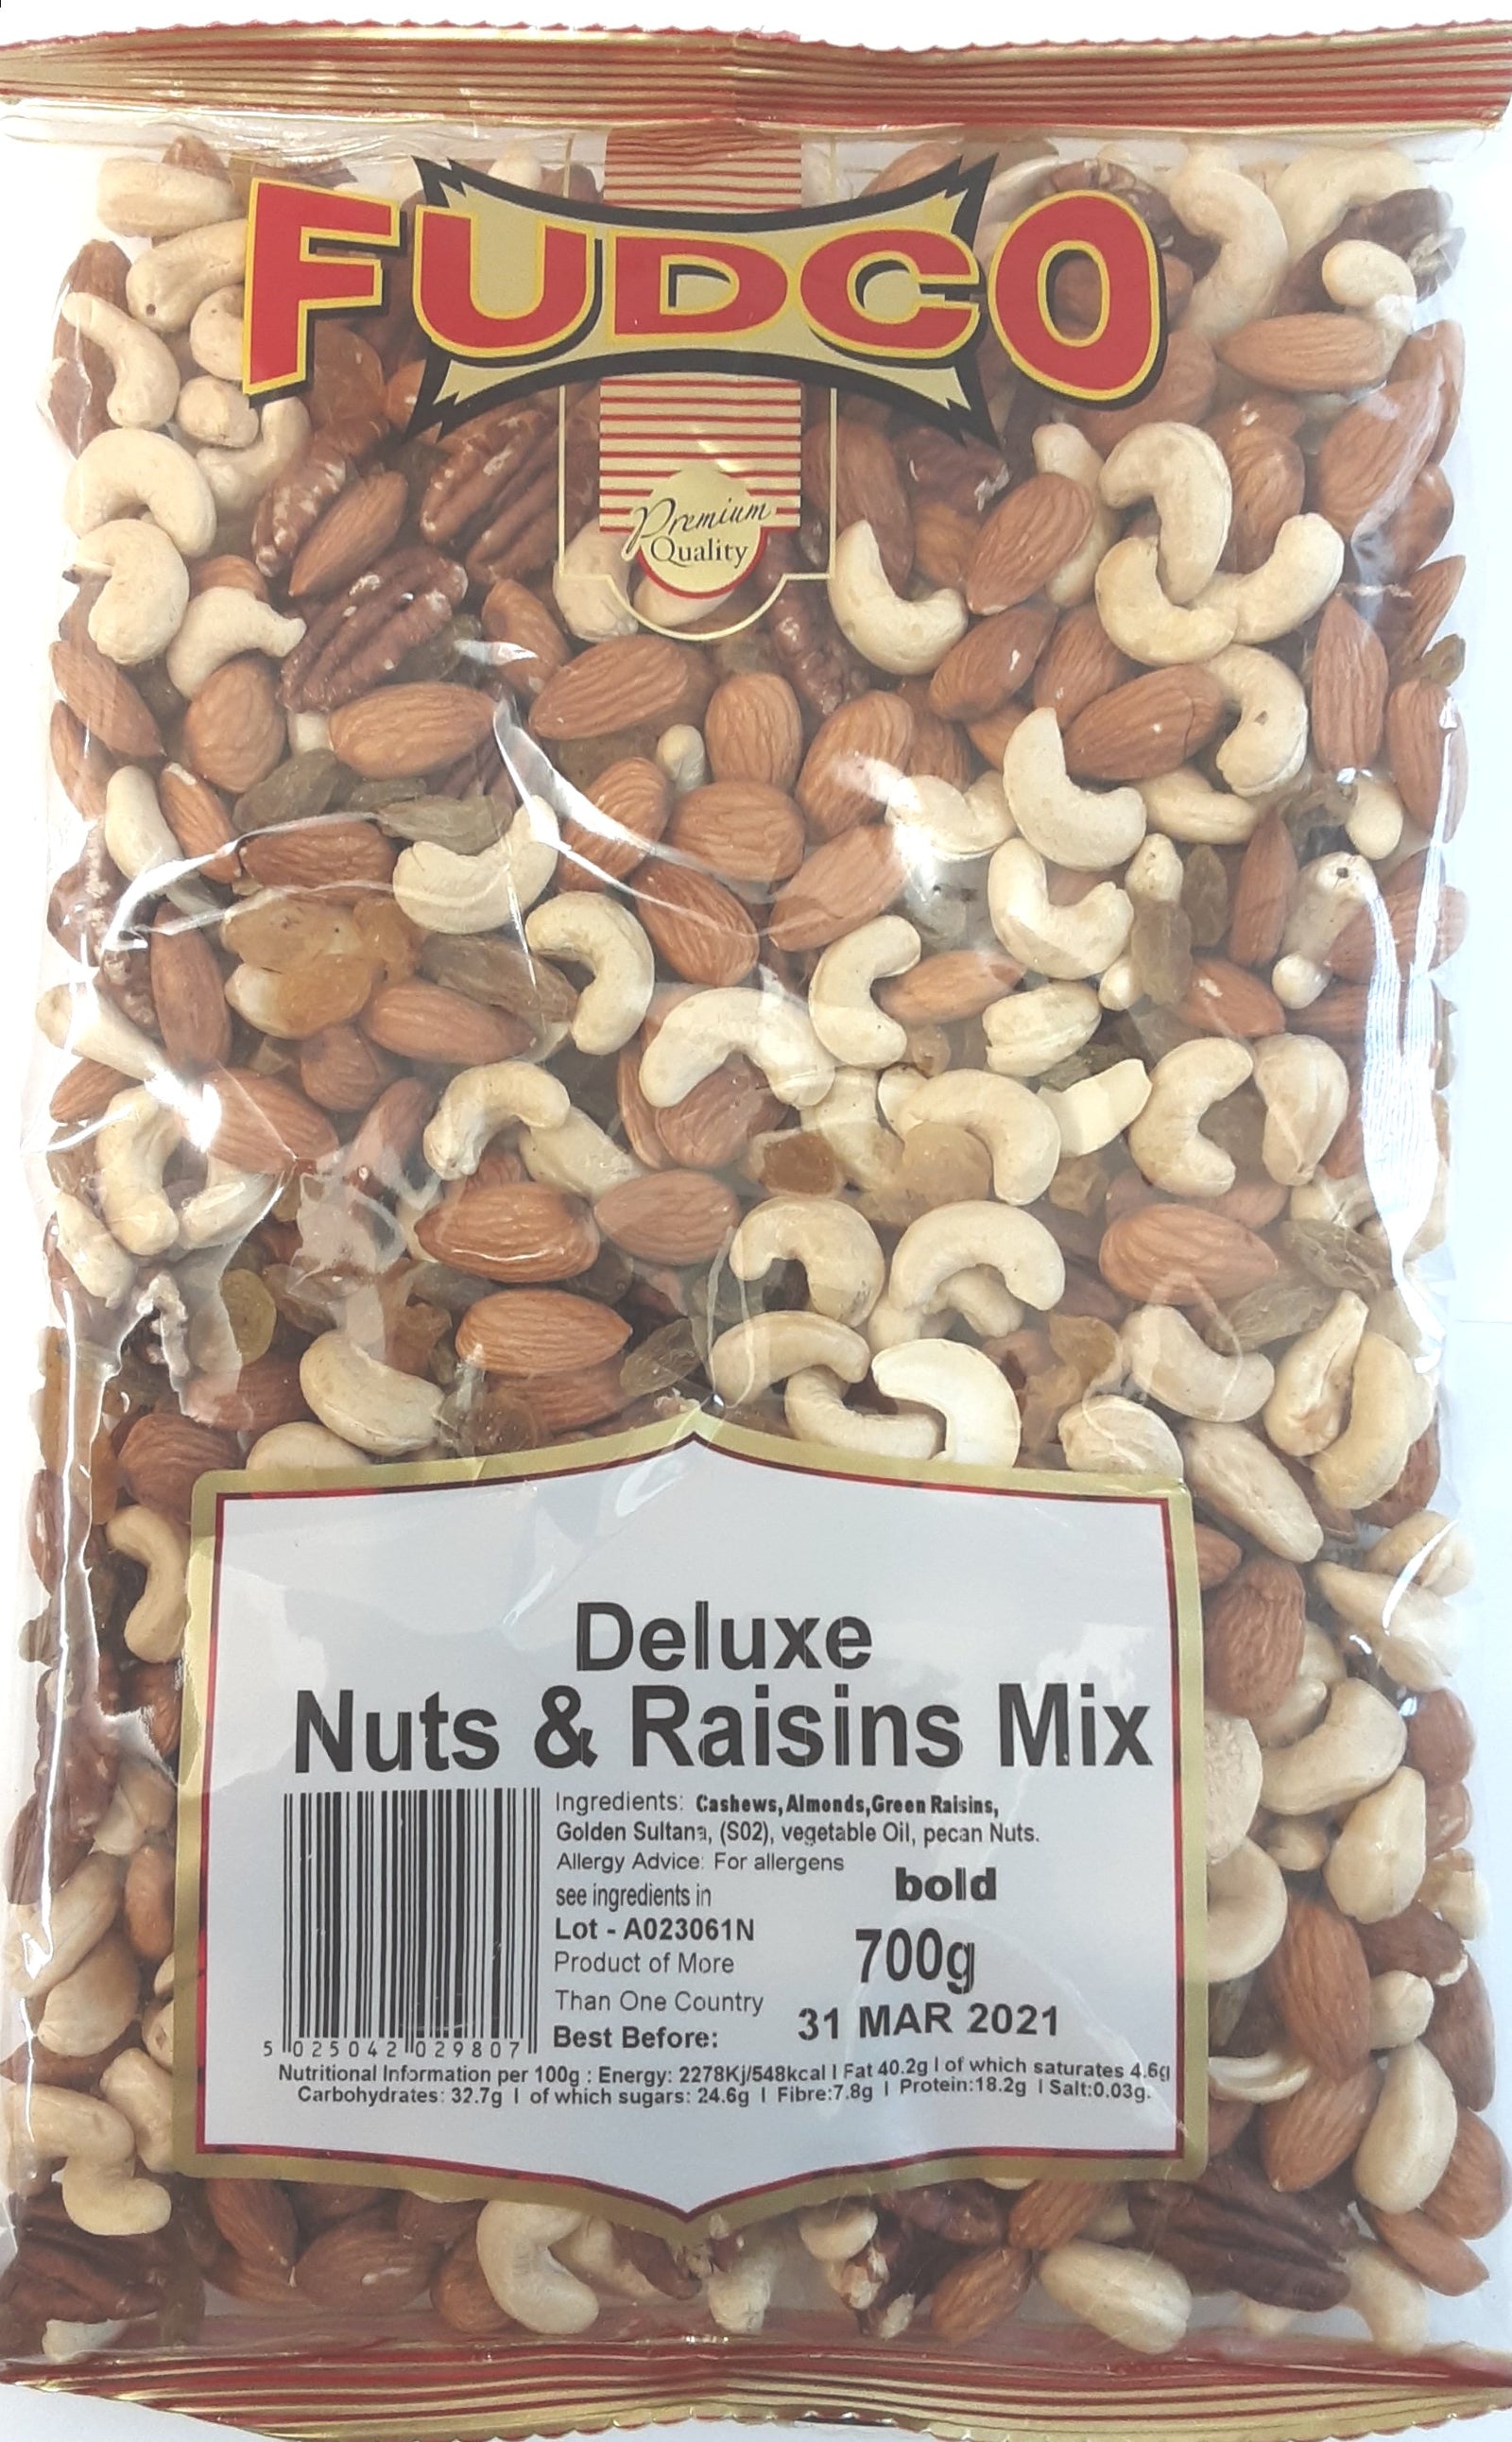 FUDCO
Premium
Quality
Deluxe
Nuts & Raisins Mix
Ingredients: Cashews, Almonds, Green Raisins,
Golden Sultana, (S02), vegetable Oil, pecan Nuts.
Allergy Advice: For allergens
see ingredients in bold
Lot - A023061N
700g
Product of More
Than One Country
Best Before: 31 MAR 2021
5 025042 029807
Nutritional Information per 100g : Energy: 2278Kj/548kcal I Fat 40.2g I of which saturates 4.6g
Carbohydrates: 32.7g I of which sugars: 24.6g I Fibre:7.8g I Protein:18.2g I Salt:0.03g.